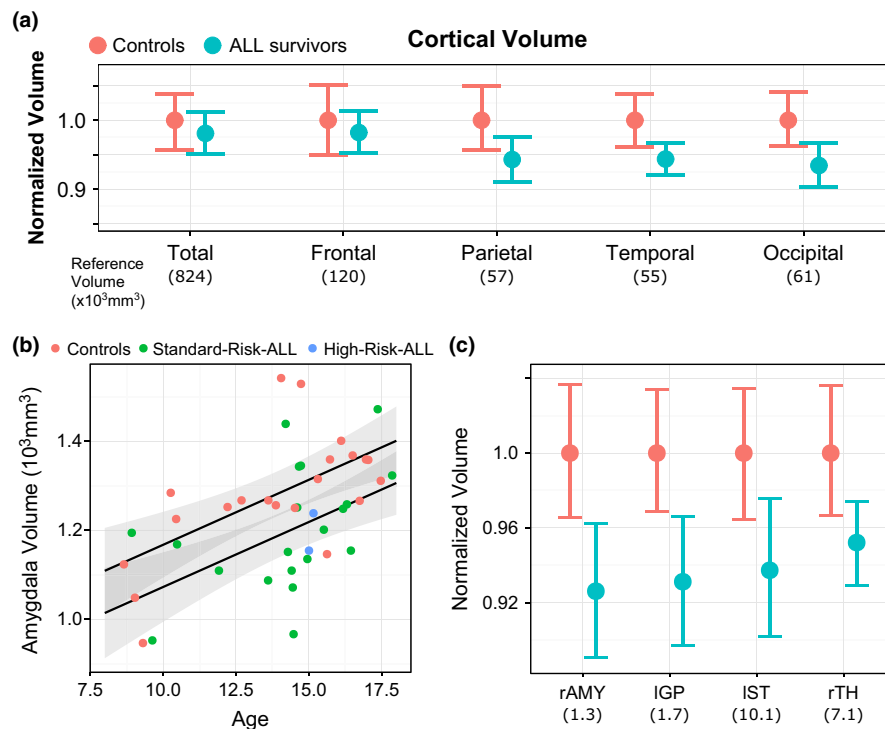 (a)
Controls ALL survivors Cortical Volume
Normalized Volume
1.0
0.9
Total Frontal Parietal Temporal Occipital
(824) (120) (57) (55) (61)
Reference
Volume
(x10³mm³)
(b)
Controls Standard-Risk-ALL High-Risk-ALL
Amygdala Volume (10³mm³)
1.4
1.2
1.0
7.5 10.0 12.5 15.0 17.5
Age
(c)
Normalized Volume
1.0
0.96
0.92
rAMY lGP lST rTH
(1.3) (1.7) (10.1) (7.1)